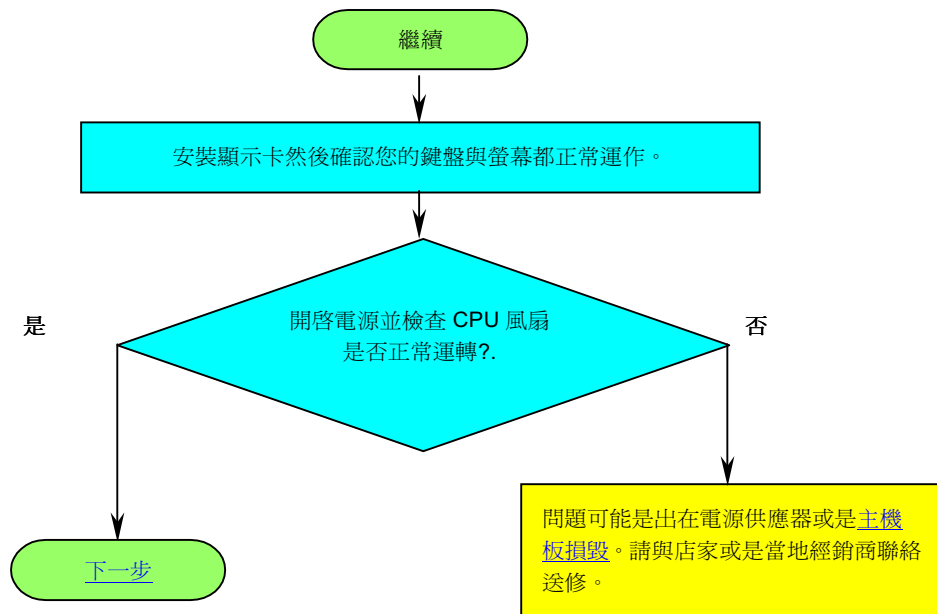 繼續
安裝顯示卡然後確認您的鍵盤與螢幕都正常運作。
是
開啓電源並檢查 CPU 風扇
是否正常運轉?.
否
問題可能是出在電源供應器或是主機
板損毀。請與店家或是當地經銷商聯絡
送修。
下一步